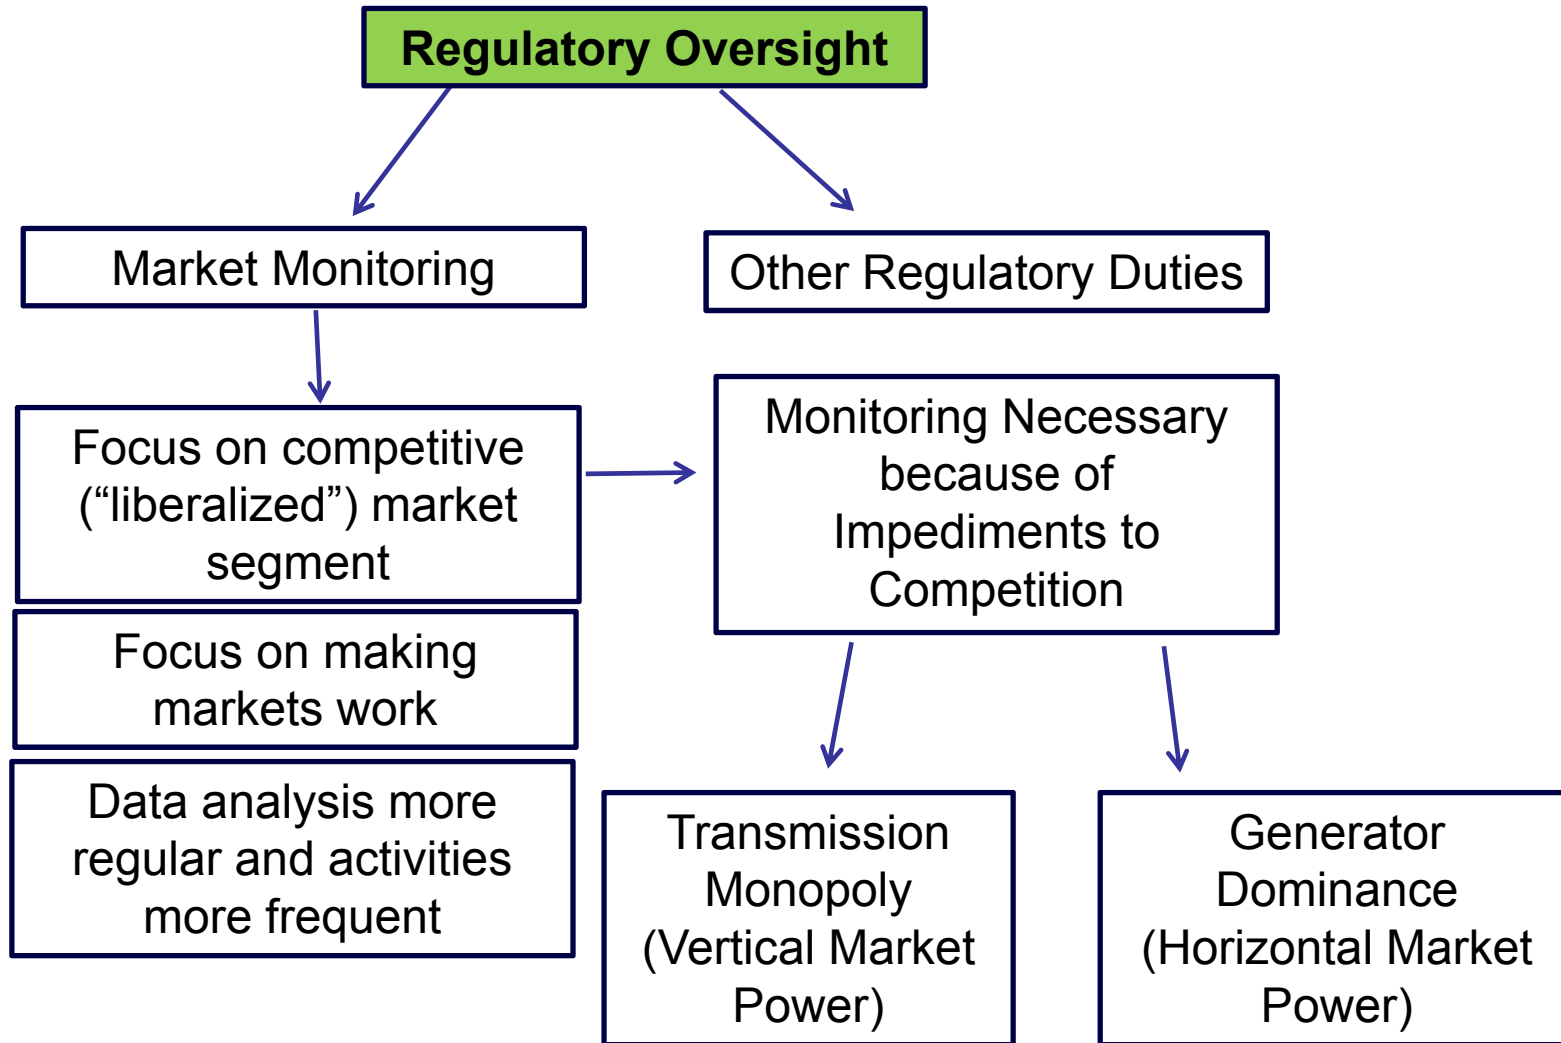 Regulatory Oversight
Market Monitoring
Other Regulatory Duties
Focus on competitive
(“liberalized”) market
segment
Monitoring Necessary
because of
Impediments to
Competition
Focus on making
markets work
Data analysis more
regular and activities
more frequent
Transmission
Monopoly
(Vertical Market
Power)
Generator
Dominance
(Horizontal Market
Power)